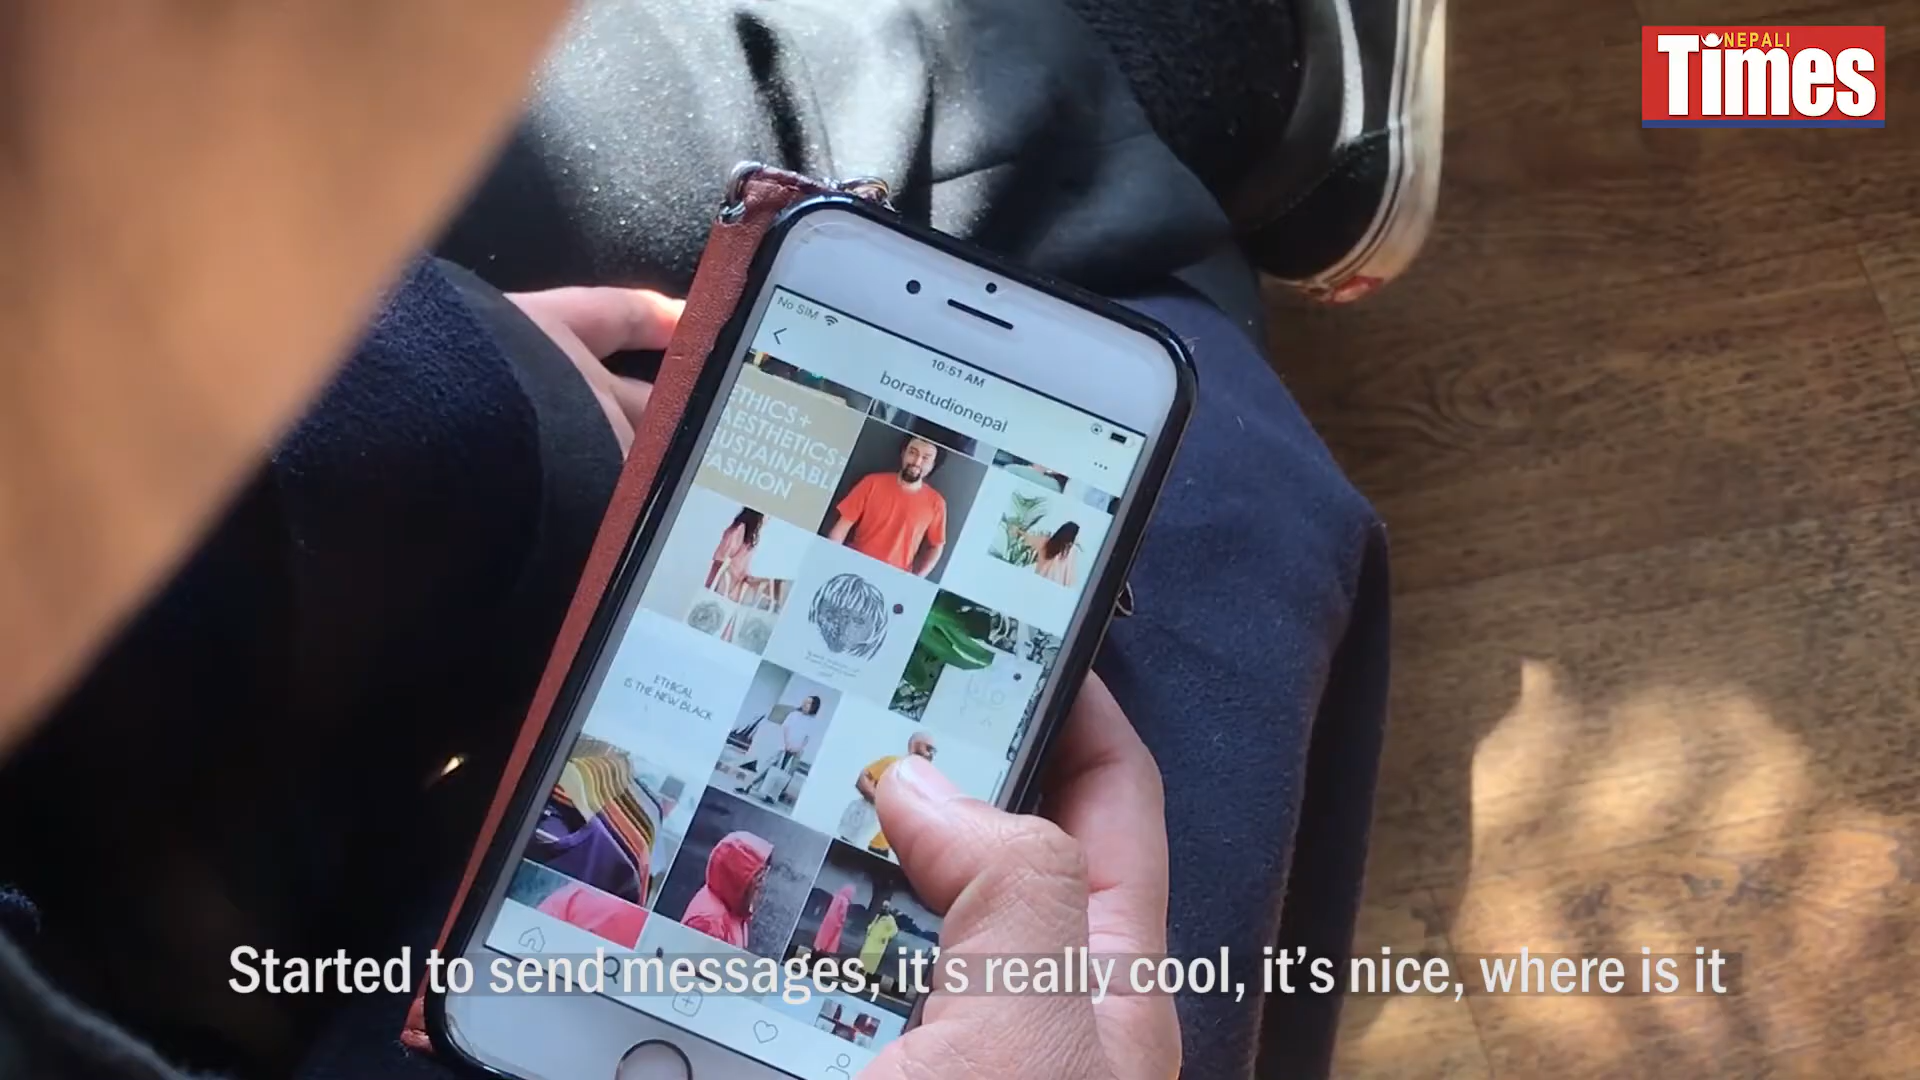 NEPALI
Times
No SIM
10:51 AM
borastudionepal
ETHICS+
AESTHETICS=
SUSTAINABLE
FASHION
ETHICAL
IS THE NEW BLACK
Started to send messages, it’s really cool, it’s nice, where is it